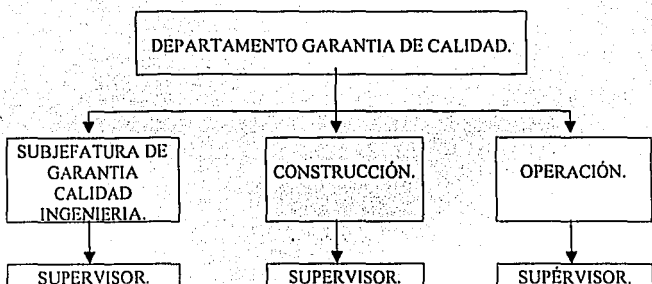 DEPARTAMENTO GARANTIA DE CALIDAD.
SUBJEFATURA DE
GARANTIA
CALIDAD
INGENIERIA.
CONSTRUCCIÓN.
OPERACIÓN.
SUPERVISOR.
SUPERVISOR.
SUPÉRVISOR.